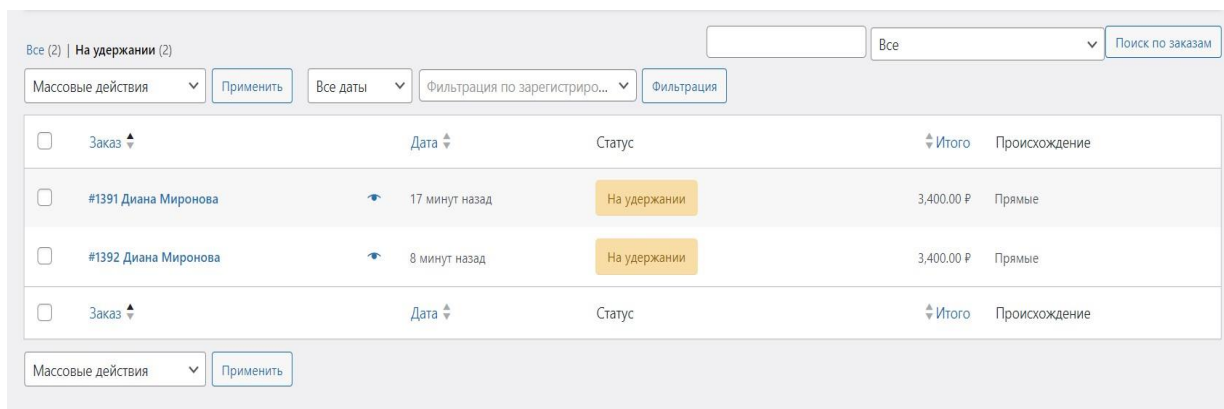 Все (2) | На удержании (2)
Все
Поиск по заказам
Массовые действия Применить Все даты Фильтрация по зарегистриро... Фильтрация
Заказ Дата Статус Итого Происхождение
#1391 Диана Миронова 17 минут назад На удержании 3,400.00 ₽ Прямые
#1392 Диана Миронова 8 минут назад На удержании 3,400.00 ₽ Прямые
Заказ Дата Статус Итого Происхождение
Массовые действия Применить